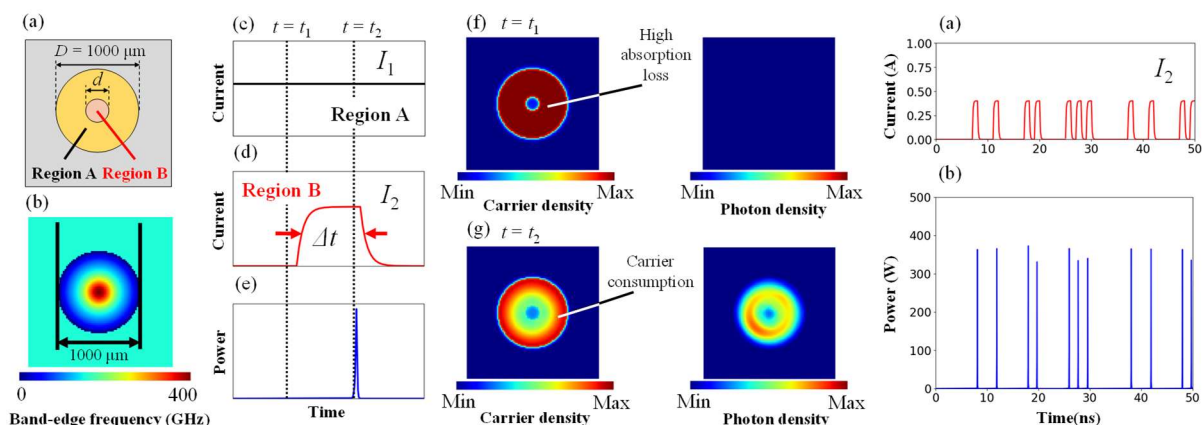 (a)
D = 1000 μm
d
Region A Region B
(b)
1000 μm
0 400
Band-edge frequency (GHz)
t = t1 t = t2
(c)
Current
I1
Region A
(d)
Current
Region B
I2
Δt
(e)
Power
Time
(f)
t = t1
High
absorption
loss
Min Max
Carrier density
Min Max
Photon density
(g) t = t2
Carrier
consumption
Min Max
Carrier density
Min Max
Photon density
(a)
Current (A)
1.00
0.75
0.50
0.25
0.00
I2
0 10 20 30 40 50
(b)
Power (W)
500
400
300
200
100
0
0 10 20 30 40 50
Time(ns)